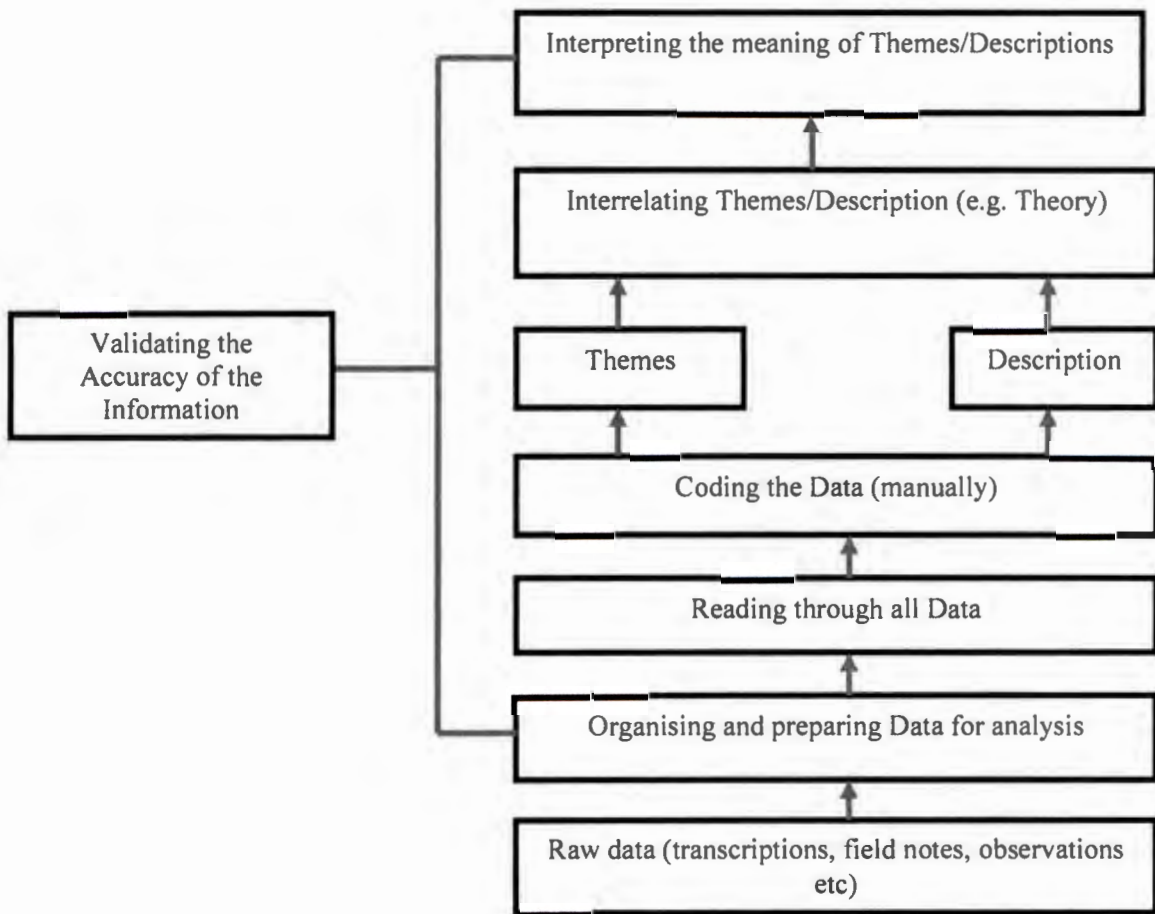 Interpreting the meaning of Themes/Descriptions
Interrelating Themes/Description (e.g. Theory)
Validating the
Accuracy of the
Information
Themes
Description
Coding the Data (manually)
Reading through all Data
Organising and preparing Data for analysis
Raw data (transcriptions, field notes, observations
etc)